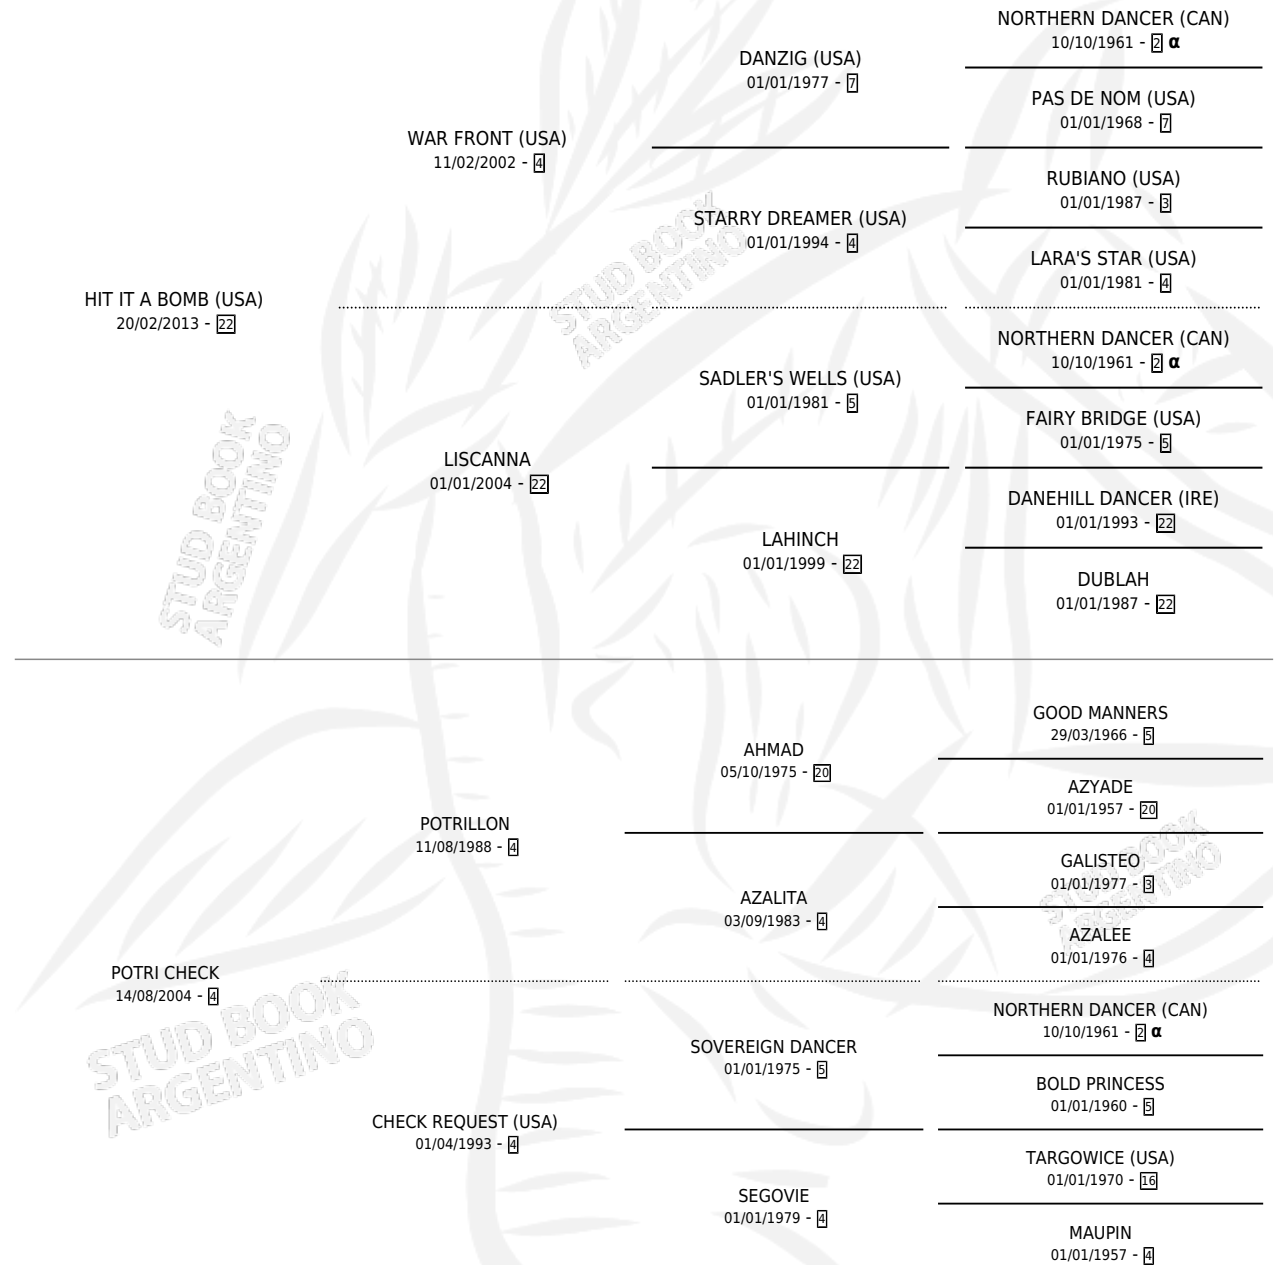 NORTHERN DANCER (CAN)
10/10/1961 - 2 α
DANZIG (USA)
01/01/1977 - 7
PAS DE NOM (USA)
01/01/1968 - 7
WAR FRONT (USA)
11/02/2002 - 4
RUBIANO (USA)
01/01/1987 - 3
STARRY DREAMER (USA)
01/01/1994 - 4
LARA'S STAR (USA)
01/01/1981 - 4
HIT IT A BOMB (USA)
20/02/2013 - 22
NORTHERN DANCER (CAN)
10/10/1961 - 2 α
SADLER'S WELLS (USA)
01/01/1981 - 5
FAIRY BRIDGE (USA)
01/01/1975 - 5
LISCANNA
01/01/2004 - 22
DANEHILL DANCER (IRE)
01/01/1993 - 22
LAHINCH
01/01/1999 - 22
DUBLAH
01/01/1987 - 22
GOOD MANNERS
29/03/1966 - 5
AHMAD
05/10/1975 - 20
AZYADE
01/01/1957 - 20
POTRILLON
11/08/1988 - 4
GALISTEO
01/01/1977 - 3
AZALITA
03/09/1983 - 4
AZALEE
01/01/1976 - 4
POTRI CHECK
14/08/2004 - 4
NORTHERN DANCER (CAN)
10/10/1961 - 2 α
SOVEREIGN DANCER
01/01/1975 - 5
BOLD PRINCESS
01/01/1960 - 5
CHECK REQUEST (USA)
01/04/1993 - 4
TARGOWICE (USA)
01/01/1970 - 16
SEGOVIE
01/01/1979 - 4
MAUPIN
01/01/1957 - 4
STUD BOOK
ARGENTINO
STUD BOOK
ARGENTINO
STUD BOOK
ARGENTINO
STUD BOOK
ARGENTINO